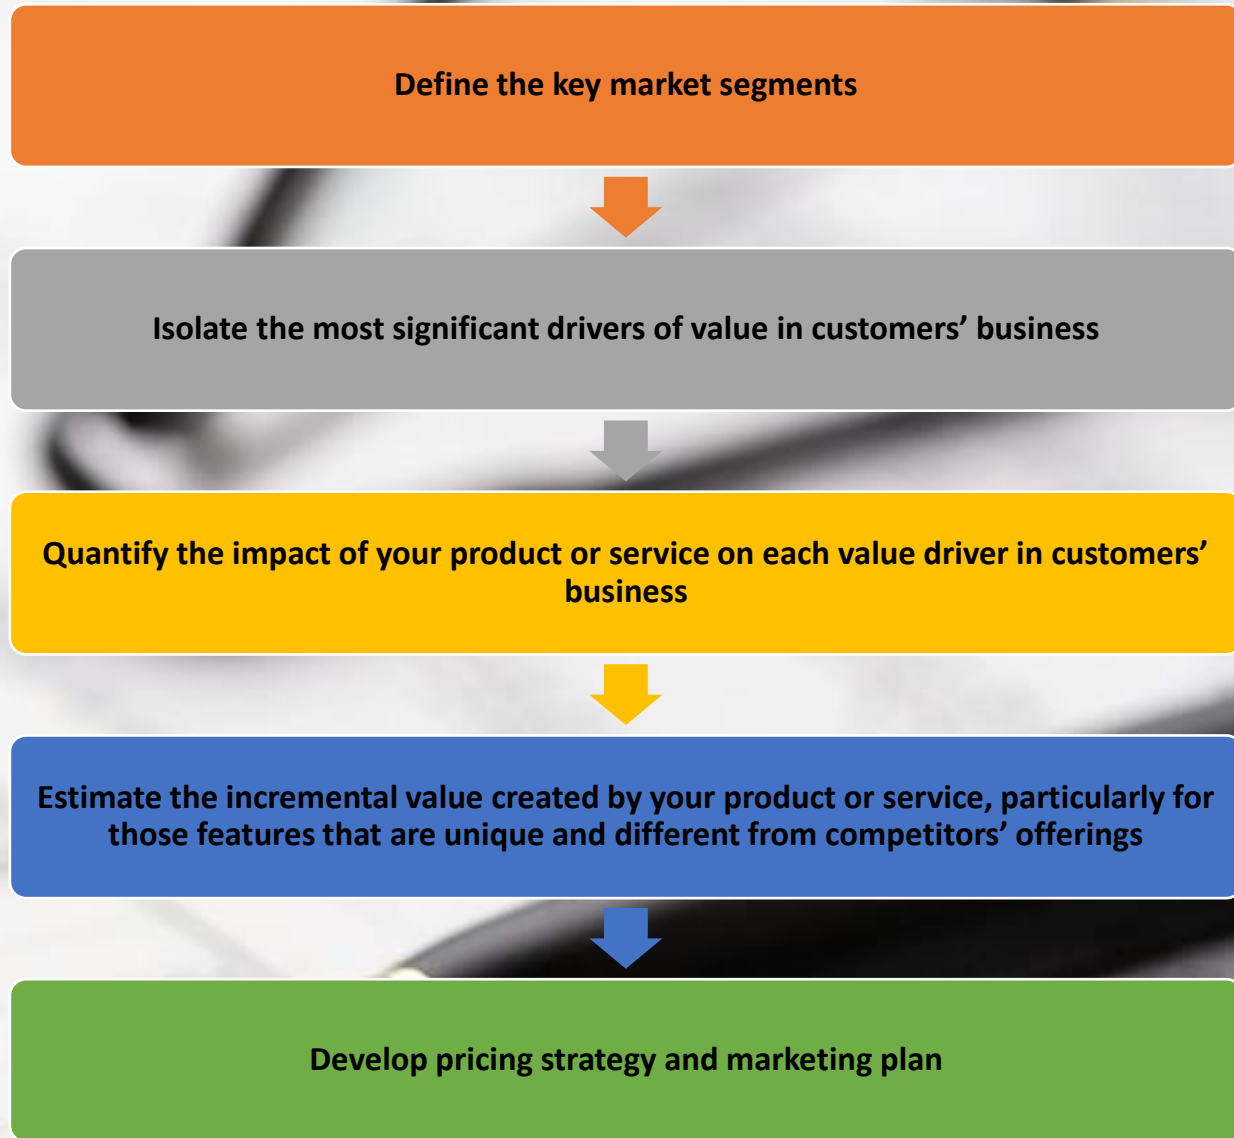 Define the key market segments
Isolate the most significant drivers of value in customers’ business
Quantify the impact of your product or service on each value driver in customers’
business
Estimate the incremental value created by your product or service, particularly for
those features that are unique and different from competitors’ offerings
Develop pricing strategy and marketing plan